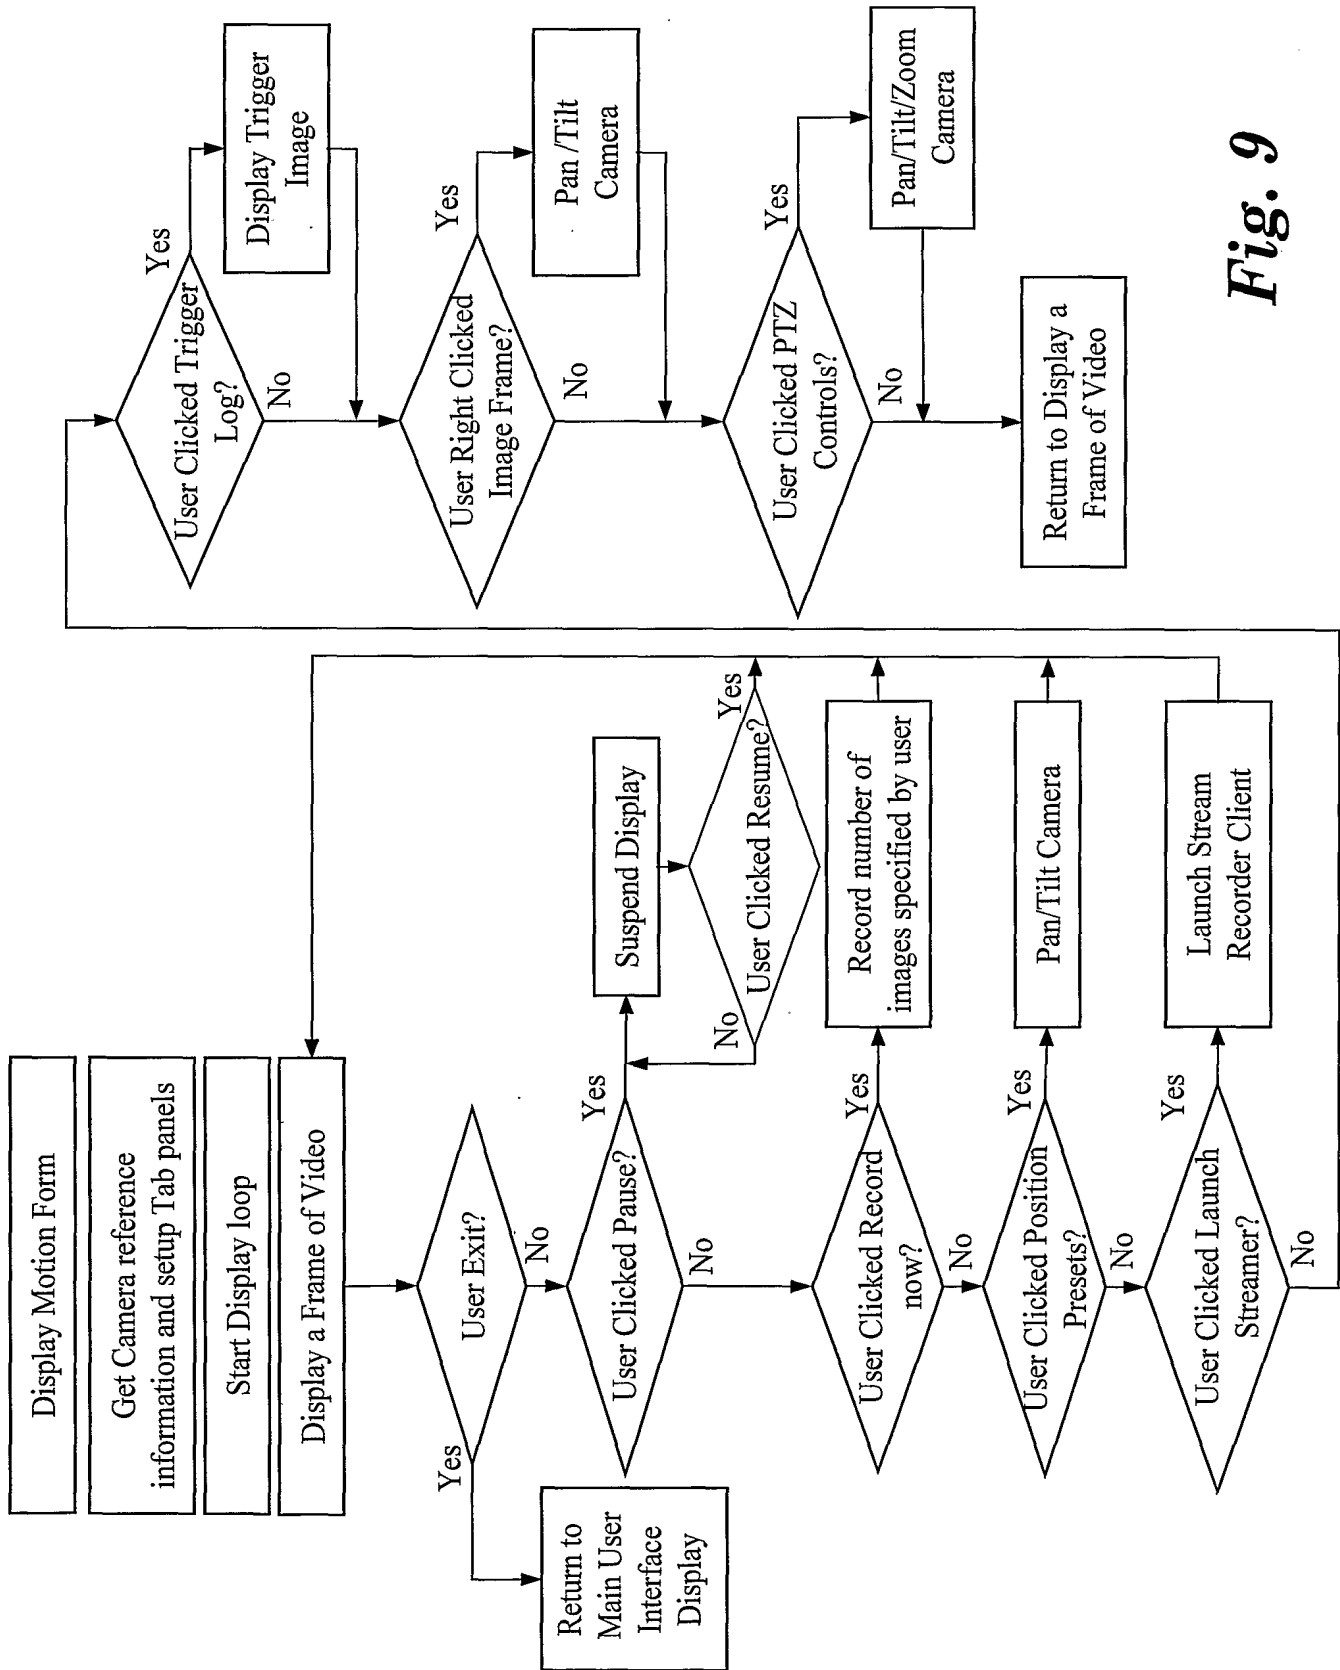 Display Motion Form
Get Camera reference
information and setup Tab panels
Start Display loop
Display a Frame of Video
User Exit?
Yes
No
Return to
Main User
Interface
Display
User Clicked Pause?
Yes
No
Suspend Display
User Clicked Resume?
Yes
No
User Clicked Record
now?
Yes
No
Record number of
images specified by user
User Clicked Position
Presets?
Yes
No
Pan/Tilt Camera
User Clicked Launch
Streamer?
Yes
No
Launch Stream
Recorder Client
User Clicked Trigger
Log?
Yes
No
Display Trigger
Image
User Right Clicked
Image Frame?
Yes
No
Pan /Tilt
Camera
User Clicked PTZ
Controls?
Yes
No
Pan/Tilt/Zoom
Camera
Return to Display a
Frame of Video
Fig. 9